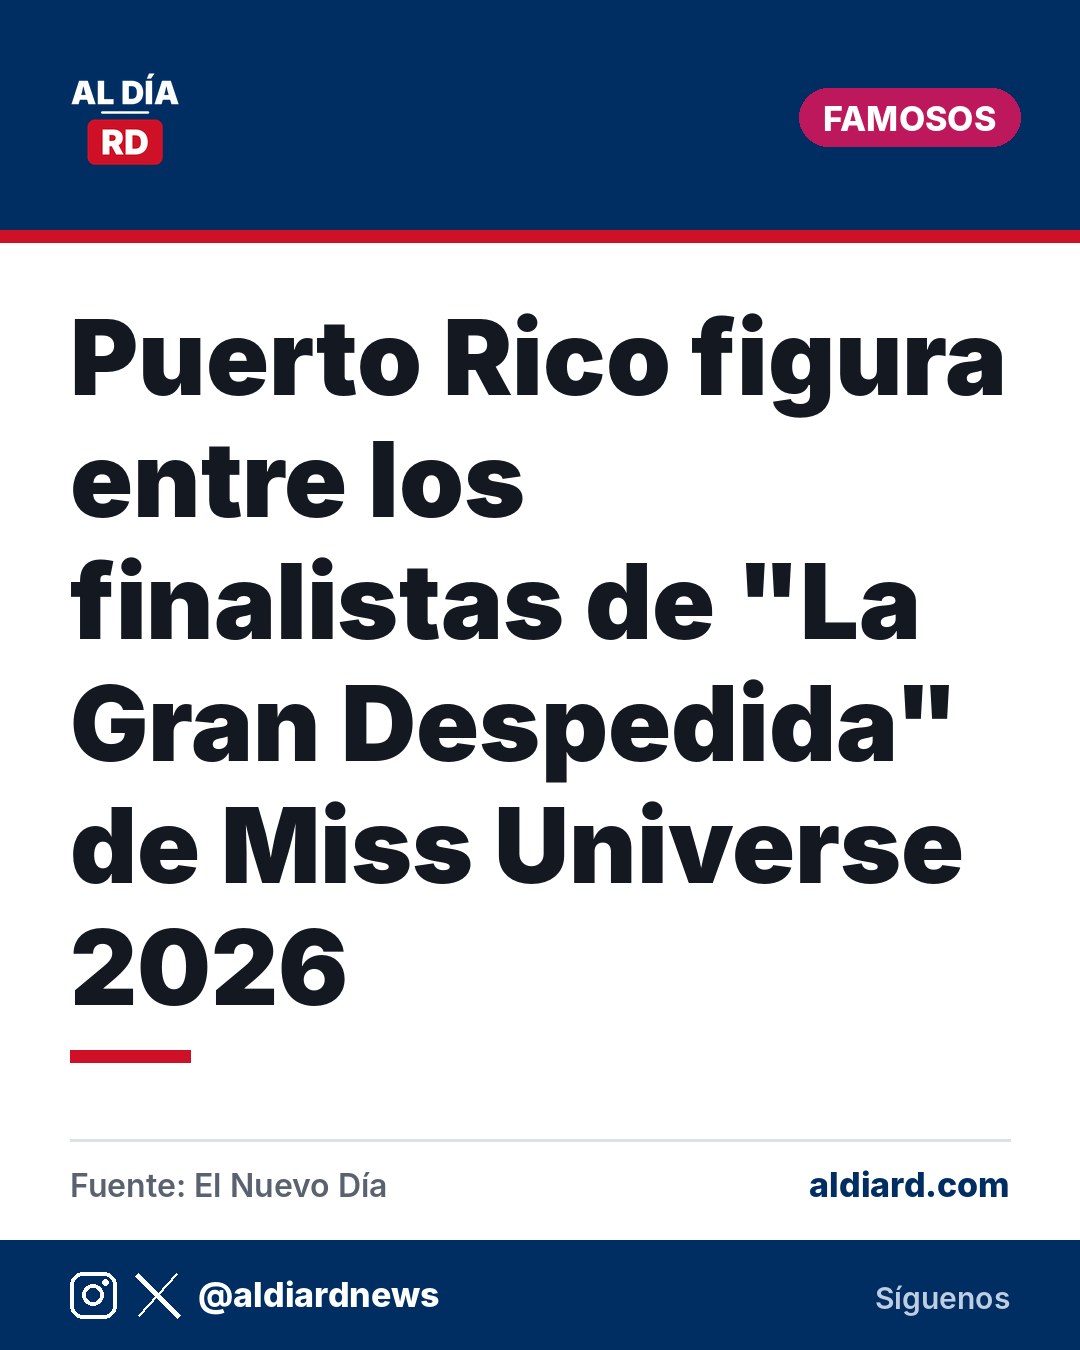 AL DÍA
RD
FAMOSOS
Puerto Rico figura
entre los
finalistas de "La
Gran Despedida"
de Miss Universe
2026
Fuente: El Nuevo Día
aldiard.com
@aldiardnews
Síguenos